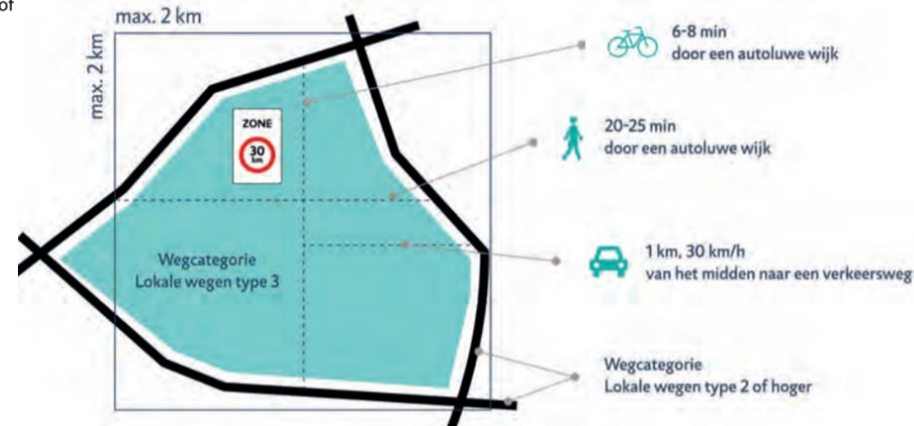 of
max. 2 km
max. 2 km
6-8 min
door een autoluwe wijk
ZONE
30
km
20-25 min
door een autoluwe wijk
1 km, 30 km/h
van het midden naar een verkeersweg
Wegcategorie
Lokale wegen type 3
Wegcategorie
Lokale wegen type 2 of hoger